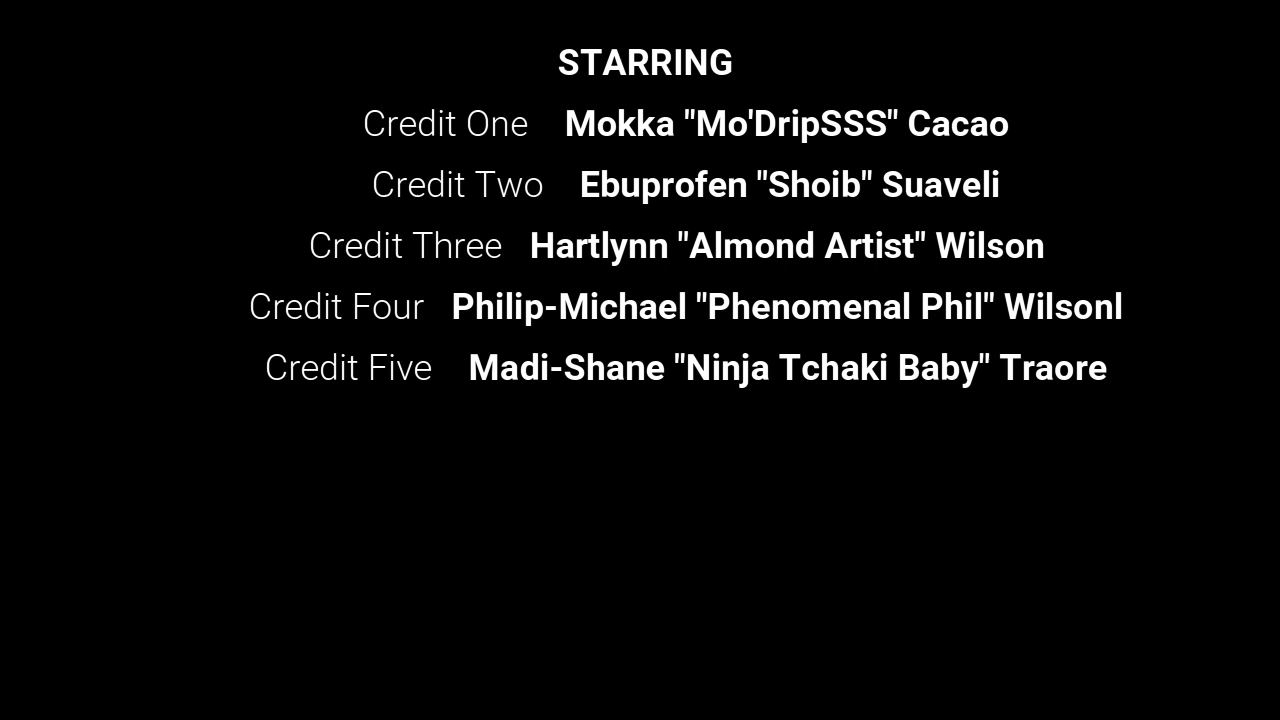 STARRING
Credit One Mokka "Mo'DripSSS" Cacao
Credit Two Ebuprofen "Shoib" Suaveli
Credit Three Hartlynn "Almond Artist" Wilson
Credit Four Philip-Michael "Phenomenal Phil" Wilsonl
Credit Five Madi-Shane "Ninja Tchaki Baby" Traore